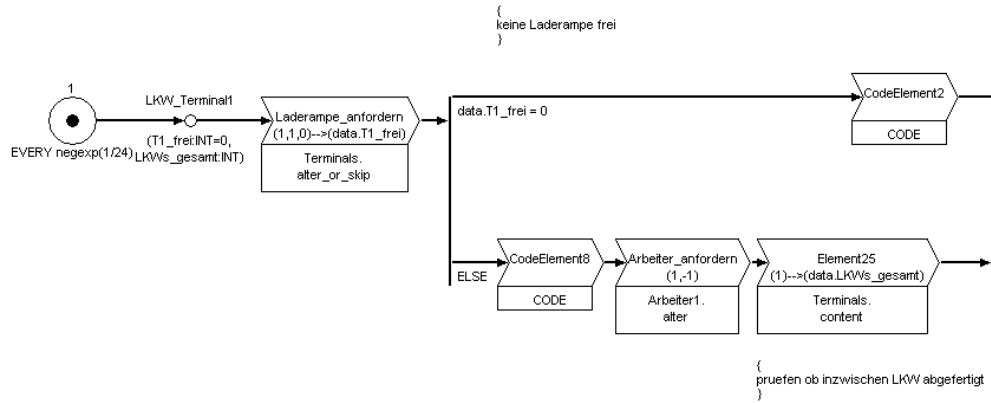 {
keine Laderampe frei
}
1
LKW_Terminal1
EVERY negexp(1/24)
(T1_frei:INT=0,
LKWs_gesamt:INT)
Laderampe_anfordern
(1,1,0)-->(data.T1_frei)
Terminals.
alter_or_skip
data.T1_frei = 0
CodeElement2
CODE
ELSE
CodeElement8
CODE
Arbeiter_anfordern
(1,-1)
Arbeiter1.
alter
Element25
(1)-->(data.LKWs_gesamt)
Terminals.
content
{
pruefen ob inzwischen LKW abgefertigt
}